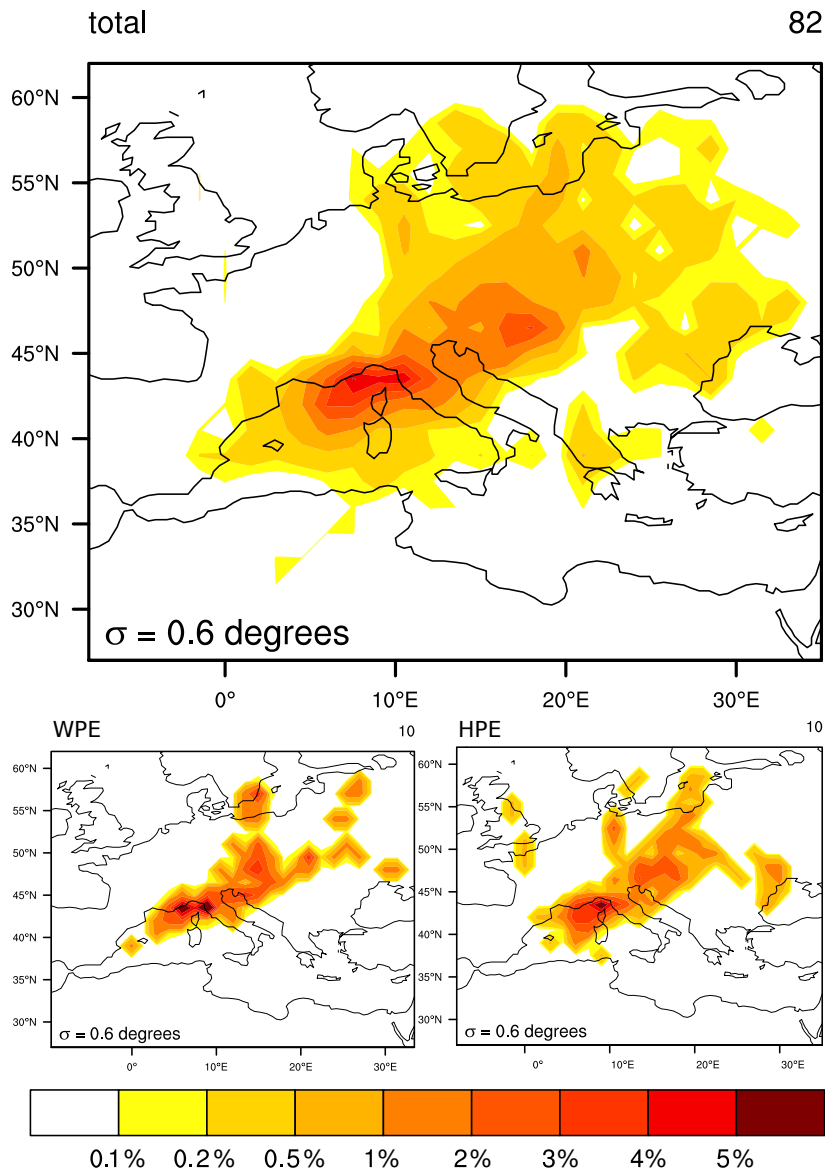 total 82
60°N
55°N
50°N
45°N
40°N
35°N
30°N
σ = 0.6 degrees
0° 10°E 20°E 30°E
WPE 10
60°N
55°N
50°N
45°N
40°N
35°N
30°N
σ = 0.6 degrees
0° 10°E 20°E 30°E
HPE 10
60°N
55°N
50°N
45°N
40°N
35°N
30°N
σ = 0.6 degrees
0° 10°E 20°E 30°E
0.1% 0.2% 0.5% 1% 2% 3% 4% 5%